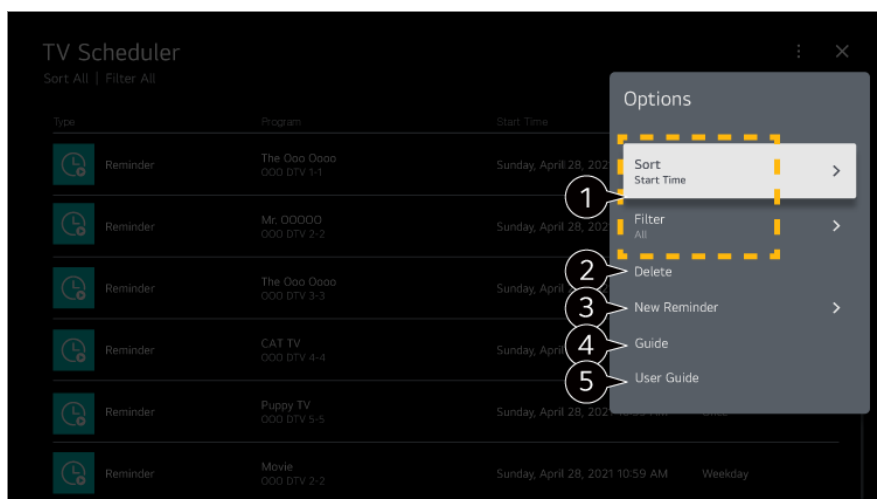 TV Scheduler
Sort All | Filter All
Type Program Start Time
Options
Reminder
The Ooo Oooo
OOO DTV 1-1
Sunday, April 28, 202
Sort
Start Time
1
Reminder
Mr. OOOOO
OOO DTV 2-2
Sunday, April 28, 202
Filter
All
2
Delete
Reminder
The Ooo Oooo
OOO DTV 3-3
Sunday, April
3
New Reminder
Reminder
CAT TV
OOO DTV 4-4
Sunday, April
4
Guide
5
User Guide
Reminder
Puppy TV
OOO DTV 5-5
Sunday, April 28, 2021
Reminder
Movie
OOO DTV 2-2
Sunday, April 28, 2021 10:59 AM
Weekday